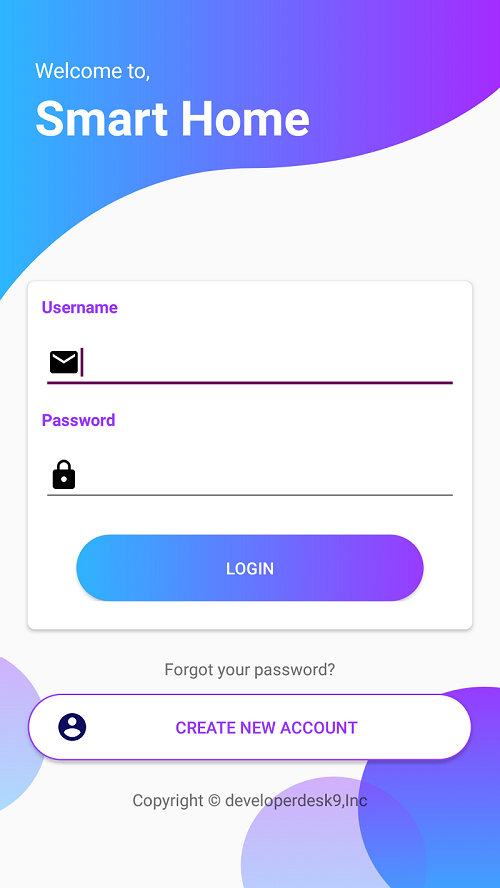 Welcome to,
Smart Home
Username
Password
LOGIN
Forgot your password?
CREATE NEW ACCOUNT
Copyright © developerdesk9,Inc